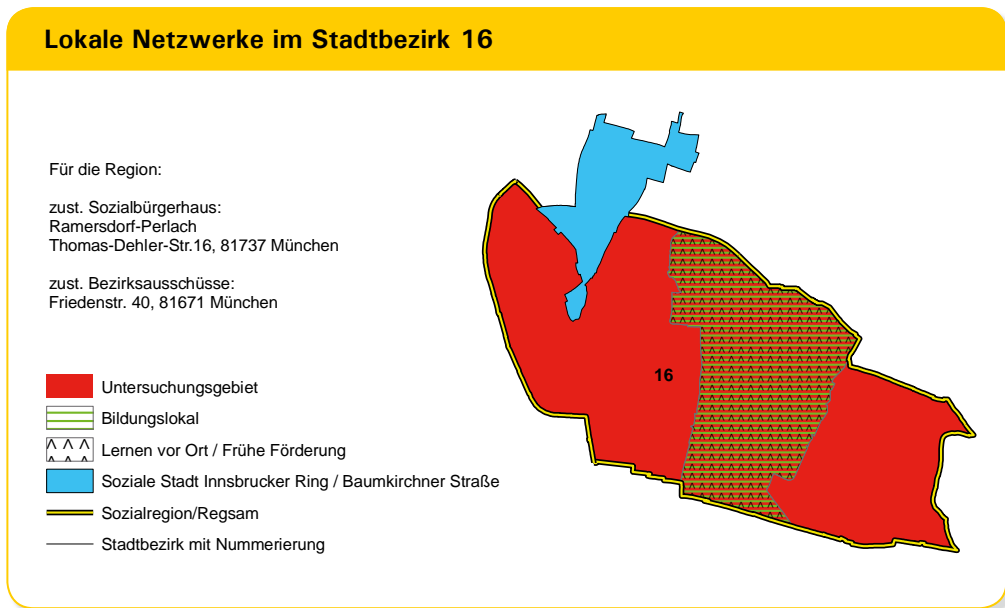 Lokale Netzwerke im Stadtbezirk 16
Für die Region:
zust. Sozialbürgerhaus:
Ramersdorf-Perlach
Thomas-Dehler-Str.16, 81737 München
zust. Bezirksausschüsse:
Friedenstr. 40, 81671 München
16
Untersuchungsgebiet
Bildungslokal
Lernen vor Ort / Frühe Förderung
Soziale Stadt Innsbrucker Ring / Baumkirchner Straße
Sozialregion/Regsam
Stadtbezirk mit Nummerierung